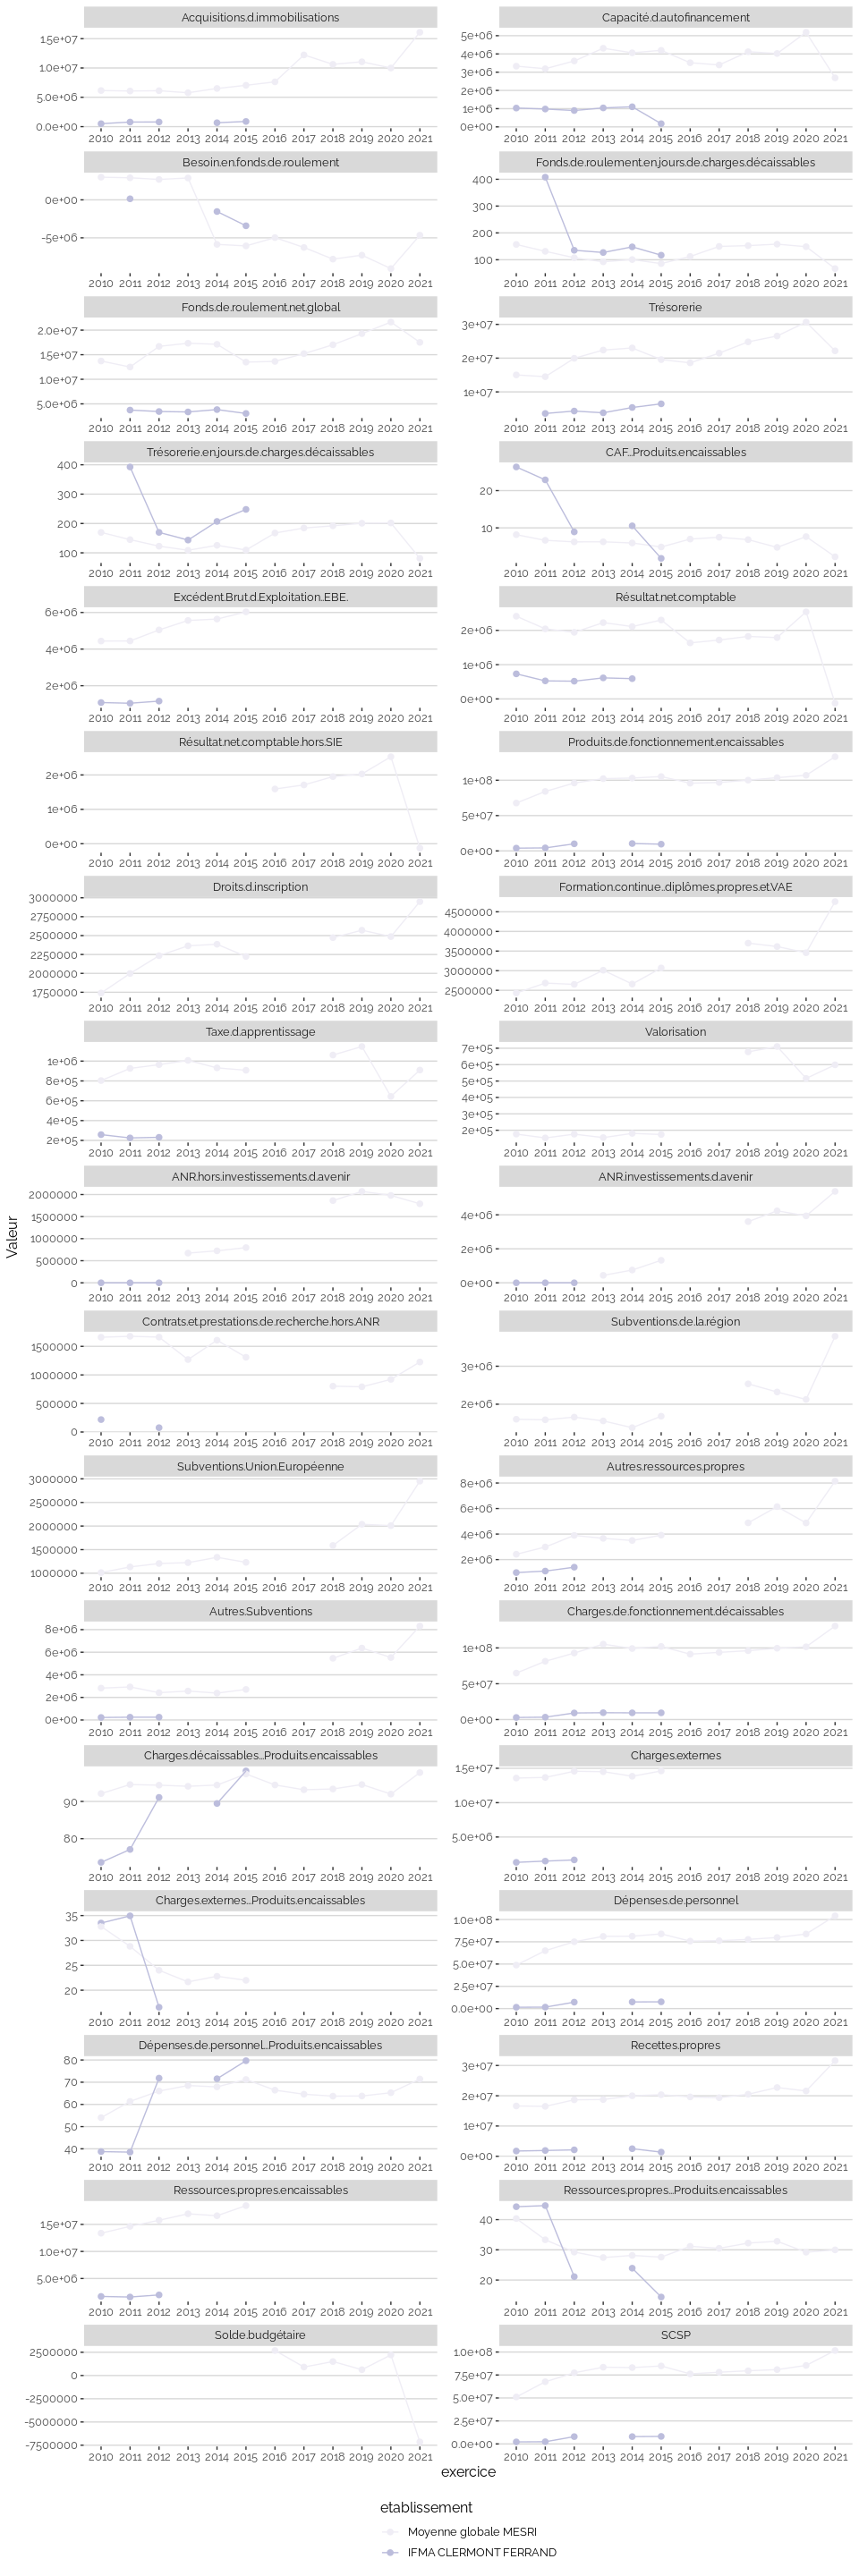 Acquisitions.d.immobilisations
1.5e+07
1.0e+07
5.0e+06
0.0e+00
2010 2011 2012 2013 2014 2015 2016 2017 2018 2019 2020 2021
Capacité.d.autofinancement
5e+06
4e+06
3e+06
2e+06
1e+06
0e+00
2010 2011 2012 2013 2014 2015 2016 2017 2018 2019 2020 2021
Besoin.en.fonds.de.roulement
0e+00
-5e+06
2010 2011 2012 2013 2014 2015 2016 2017 2018 2019 2020 2021
Fonds.de.roulement.en.jours.de.charges.décaissables
400
300
200
100
2010 2011 2012 2013 2014 2015 2016 2017 2018 2019 2020 2021
Fonds.de.roulement.net.global
2.0e+07
1.5e+07
1.0e+07
5.0e+06
2010 2011 2012 2013 2014 2015 2016 2017 2018 2019 2020 2021
Trésorerie
3e+07
2e+07
1e+07
2010 2011 2012 2013 2014 2015 2016 2017 2018 2019 2020 2021
Trésorerie.en.jours.de.charges.décaissables
400
300
200
100
2010 2011 2012 2013 2014 2015 2016 2017 2018 2019 2020 2021
CAF...Produits.encaissables
20
10
2010 2011 2012 2013 2014 2015 2016 2017 2018 2019 2020 2021
Excédent.Brut.d.Exploitation..EBE.
6e+06
4e+06
2e+06
2010 2011 2012 2013 2014 2015 2016 2017 2018 2019 2020 2021
Résultat.net.comptable
2e+06
1e+06
0e+00
2010 2011 2012 2013 2014 2015 2016 2017 2018 2019 2020 2021
Résultat.net.comptable.hors.SIE
2e+06
1e+06
0e+00
2010 2011 2012 2013 2014 2015 2016 2017 2018 2019 2020 2021
Produits.de.fonctionnement.encaissables
1e+08
5e+07
0e+00
2010 2011 2012 2013 2014 2015 2016 2017 2018 2019 2020 2021
Droits.d.inscription
3000000
2750000
2500000
2250000
2000000
1750000
2010 2011 2012 2013 2014 2015 2016 2017 2018 2019 2020 2021
Formation.continue..diplômes.propres.et.VAE
4500000
4000000
3500000
3000000
2500000
2010 2011 2012 2013 2014 2015 2016 2017 2018 2019 2020 2021
Taxe.d.apprentissage
1e+06
8e+05
6e+05
4e+05
2e+05
2010 2011 2012 2013 2014 2015 2016 2017 2018 2019 2020 2021
Valorisation
7e+05
6e+05
5e+05
4e+05
3e+05
2e+05
2010 2011 2012 2013 2014 2015 2016 2017 2018 2019 2020 2021
ANR.hors.investissements.d.avenir
2000000
1500000
1000000
500000
0
2010 2011 2012 2013 2014 2015 2016 2017 2018 2019 2020 2021
ANR.investissements.d.avenir
4e+06
2e+06
0e+00
2010 2011 2012 2013 2014 2015 2016 2017 2018 2019 2020 2021
Contrats.et.prestations.de.recherche.hors.ANR
1500000
1000000
500000
0
2010 2011 2012 2013 2014 2015 2016 2017 2018 2019 2020 2021
Subventions.de.la.région
3e+06
2e+06
2010 2011 2012 2013 2014 2015 2016 2017 2018 2019 2020 2021
Subventions.Union.Européenne
3000000
2500000
2000000
1500000
1000000
2010 2011 2012 2013 2014 2015 2016 2017 2018 2019 2020 2021
Autres.ressources.propres
8e+06
6e+06
4e+06
2e+06
2010 2011 2012 2013 2014 2015 2016 2017 2018 2019 2020 2021
Autres.Subventions
8e+06
6e+06
4e+06
2e+06
0e+00
2010 2011 2012 2013 2014 2015 2016 2017 2018 2019 2020 2021
Charges.de.fonctionnement.décaissables
1e+08
5e+07
0e+00
2010 2011 2012 2013 2014 2015 2016 2017 2018 2019 2020 2021
Charges.décaissables...Produits.encaissables
90
80
2010 2011 2012 2013 2014 2015 2016 2017 2018 2019 2020 2021
Charges.externes
1.5e+07
1.0e+07
5.0e+06
2010 2011 2012 2013 2014 2015 2016 2017 2018 2019 2020 2021
Charges.externes...Produits.encaissables
35
30
25
20
2010 2011 2012 2013 2014 2015 2016 2017 2018 2019 2020 2021
Dépenses.de.personnel
1.0e+08
7.5e+07
5.0e+07
2.5e+07
0.0e+00
2010 2011 2012 2013 2014 2015 2016 2017 2018 2019 2020 2021
Dépenses.de.personnel...Produits.encaissables
80
70
60
50
40
2010 2011 2012 2013 2014 2015 2016 2017 2018 2019 2020 2021
Recettes.propres
3e+07
2e+07
1e+07
0e+00
2010 2011 2012 2013 2014 2015 2016 2017 2018 2019 2020 2021
Ressources.propres.encaissables
1.5e+07
1.0e+07
5.0e+06
2010 2011 2012 2013 2014 2015 2016 2017 2018 2019 2020 2021
Ressources.propres...Produits.encaissables
40
30
20
2010 2011 2012 2013 2014 2015 2016 2017 2018 2019 2020 2021
Solde.budgétaire
2500000
0
-2500000
-5000000
-7500000
2010 2011 2012 2013 2014 2015 2016 2017 2018 2019 2020 2021
SCSP
1.0e+08
7.5e+07
5.0e+07
2.5e+07
0.0e+00
2010 2011 2012 2013 2014 2015 2016 2017 2018 2019 2020 2021
Valeur
exercice
etablissement
Moyenne globale MESRI
IFMA CLERMONT FERRAND